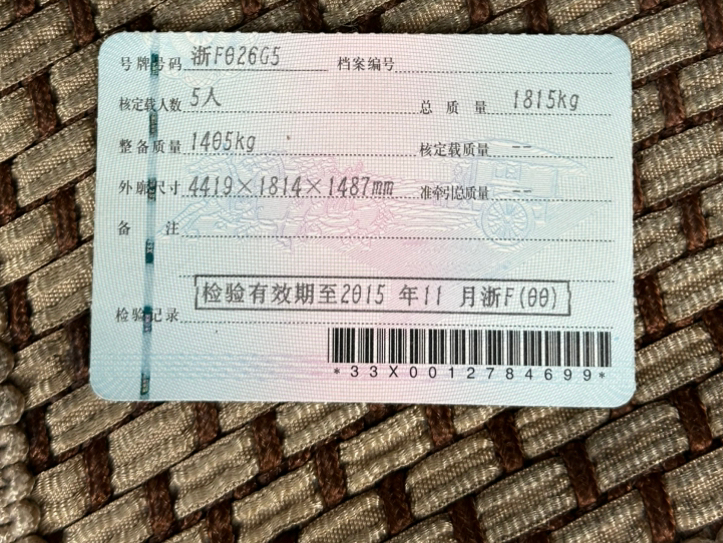 号牌号码 浙F026G5 档案编号
核定载人数 5人 总质量 1815kg
整备质量 1405kg 核定载质量 --
外廓尺寸 4419×1814×1487mm 准牵引总质量 --
备注
检验记录 检验有效期至2015 年11 月浙F(00)
*33X0012784699*